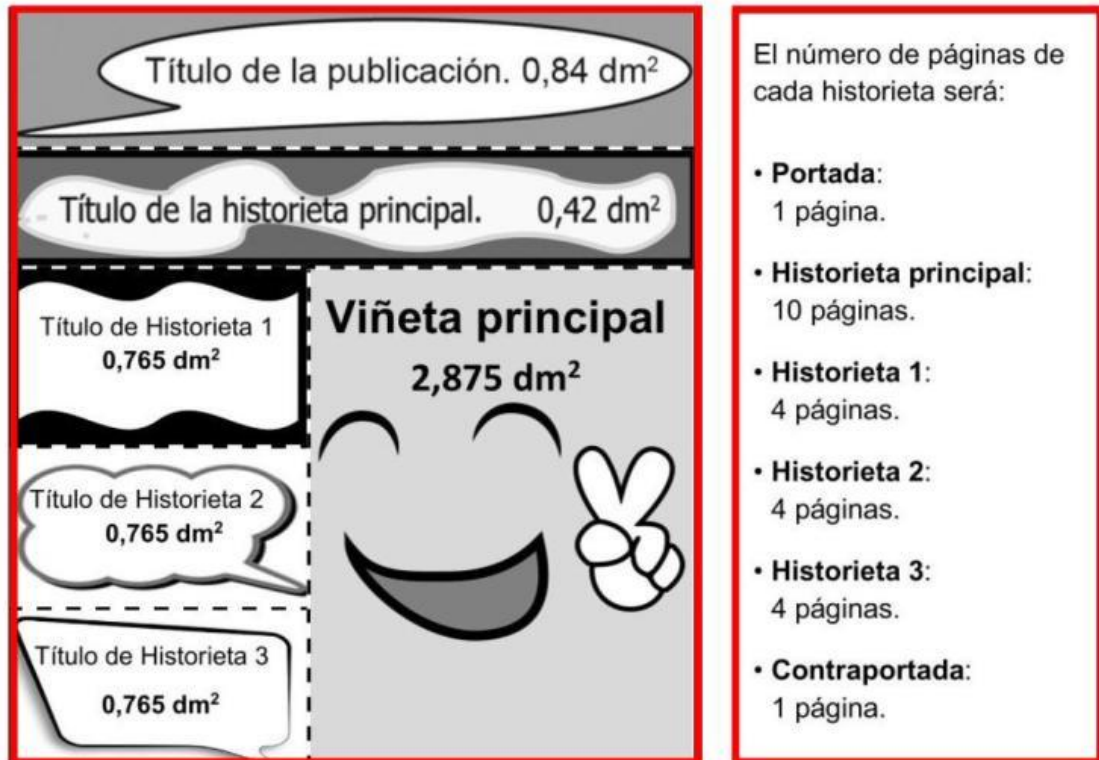 Título de la publicación. 0,84 dm²
Título de la historieta principal. 0,42 dm²
Título de Historieta 1
0,765 dm²
Viñeta principal
2,875 dm²
Título de Historieta 2
0,765 dm²
Título de Historieta 3
0,765 dm²
El número de páginas de
cada historieta será:
• Portada:
1 página.
• Historieta principal:
10 páginas.
• Historieta 1:
4 páginas.
• Historieta 2:
4 páginas.
• Historieta 3:
4 páginas.
• Contraportada:
1 página.